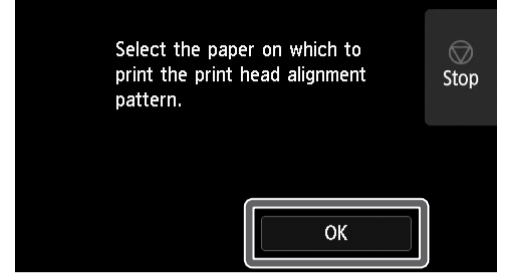 Select the paper on which to
print the print head alignment
pattern.
Stop
OK